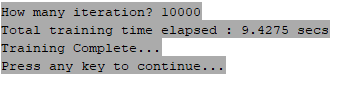 How many iteration? 10000
Total training time elapsed : 9.4275 secs
Training Complete...
Press any key to continue...